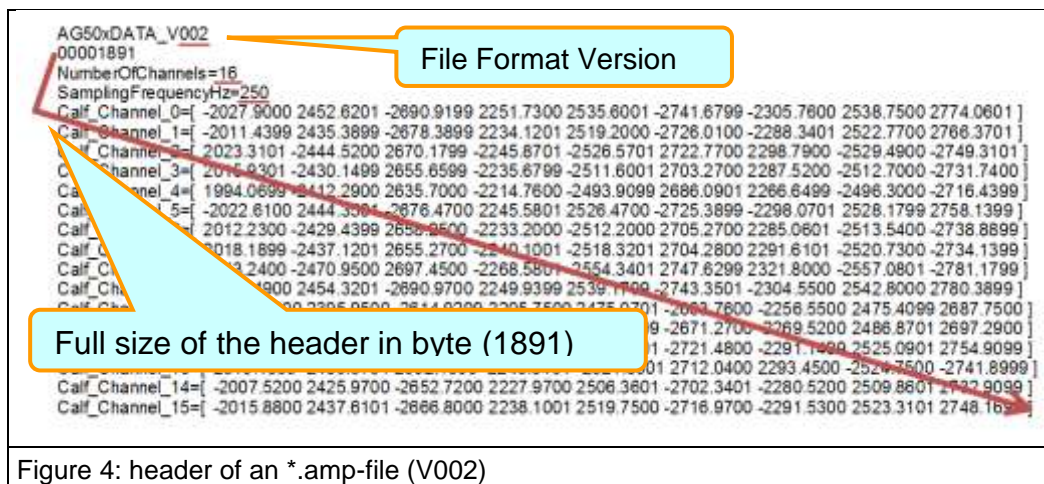 AG50xDATA_V002
File Format Version
00001891
NumberOfChannels=16
SamplingFrequencyHz=250
Calf_Channel_0=[ -2027.9000 2452.6201 -2690.9199 2251.7300 2535.6001 -2741.6799 -2305.7600 2538.7500 2774.0601 ]
Calf_Channel_1=[ -2011.4399 2435.3899 -2678.3899 2234.1201 2519.2000 -2726.0100 -2288.3401 2522.7700 2766.3701 ]
2023.3101 -2444.5200 2670.1799 -2245.8701 -2526.5701 2722.7700 2298.7900 -2529.4900 -2749.3101 ]
Calf_Channel_3=[ -2430.1499 2655.6599 -2235.6799 -2511.6001 2703.2700 2287.5200 -2512.7000 -2731.7400 ]
Calf_Channel_4=[ 1994.0699 2635.7000 -2214.7600 -2493.9099 2686.0901 2266.6499 -2496.3000 -2716.4399 ]
-2022.6100 -2676.4700 2245.5801 2526.4700 -2725.3899 -2298.0701 2528.1799 2758.1399 ]
2012.2300 -2429.4399 -2233.2000 -2512.2000 2705.2700 2285.0601 -2513.5400 -2738.8899 ]
-2437.1201 2655.2700 -2518.3201 2704.2800 2291.6101 -2520.7300 -2734.1399 ]
-2470.9500 2697.4500 2747.6299 2321.8000 -2557.0801 -2781.1799 ]
2454.3201 -2690.9700 2249.9399 -2743.3501 -2304.5500 2542.8000 2780.3899 ]
-2256.5500 2475.4099 2687.7500 ]
2486.8701 2697.2900 ]
Full size of the header in byte (1891)
-2721.4800 2525.0901 2754.9099 ]
2712.0400 2293.4500 -2741.8999 ]
Calf_Channel_14=[ -2007.5200 2425.9700 -2652.7200 2227.9700 2506.3601 -2702.3401 -2280.5200 2509.8601 ]
Calf_Channel_15=[ -2015.8800 2437.6101 -2666.8000 2238.1001 2519.7500 -2716.9700 -2291.5300 2523.3101
Figure 4: header of an *.amp-file (V002)